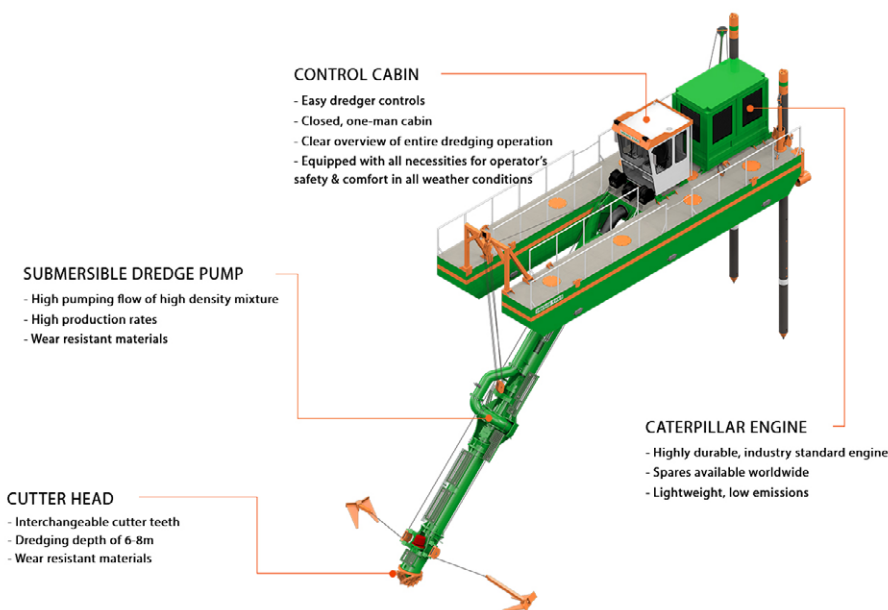 CONTROL CABIN
- Easy dredger controls
- Closed, one-man cabin
- Clear overview of entire dredging operation
- Equipped with all necessities for operator's
safety & comfort in all weather conditions
SUBMERSIBLE DREDGE PUMP
- High pumping flow of high density mixture
- High production rates
- Wear resistant materials
CATERPILLAR ENGINE
- Highly durable, industry standard engine
- Spares available worldwide
- Lightweight, low emissions
CUTTER HEAD
- Interchangeable cutter teeth
- Dredging depth of 6-8m
- Wear resistant materials